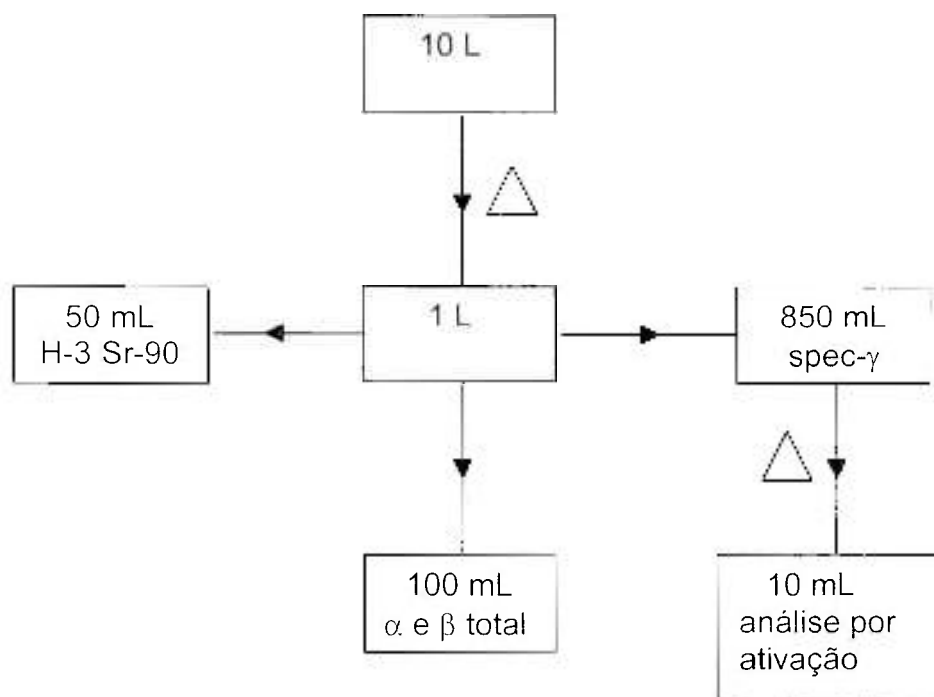 10 L
50 mL
H-3 Sr-90
1 L
850 mL
spec-γ
100 mL
α e β total
10 mL
análise por
ativação